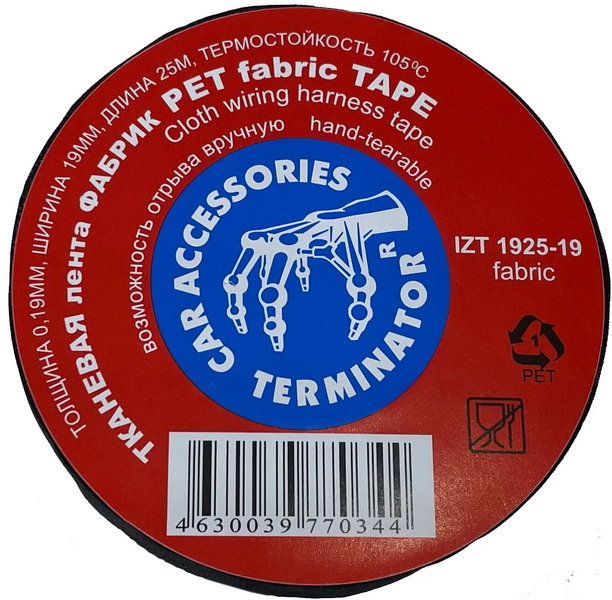 ТОЛЩИНА 0,19ММ, ШИРИНА 19ММ, ДЛИНА 25М, ТЕРМОСТОЙКОСТЬ 105°C
ТКАНЕВАЯ лента ФАБРИК PET fabric TAPE
Cloth wiring harness tape
возможность отрыва вручную hand-tearable
CAR ACCESSORIES
R
TERMINATOR
IZT 1925-19
fabric
1
PET
4 630039 770344